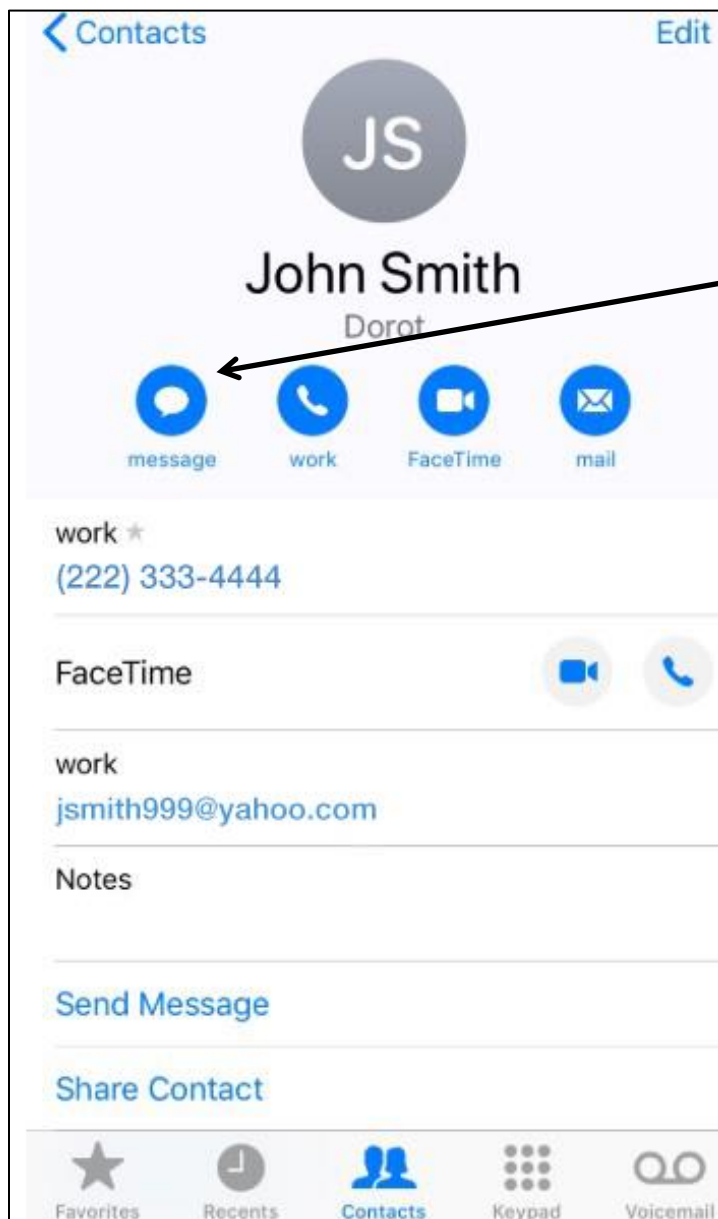 Contacts Edit
JS
John Smith
Dorot
message work FaceTime mail
work
(222) 333-4444
FaceTime
work
jsmith999@yahoo.com
Notes
Send Message
Share Contact
Favorites Recents Contacts Keypad Voicemail